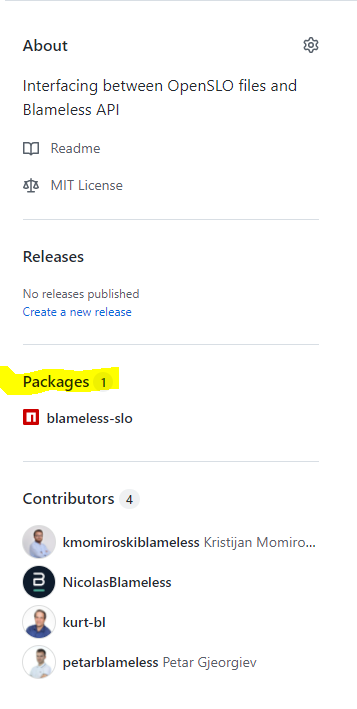 About
Interfacing between OpenSLO files and
Blameless API
Readme
MIT License
Releases
No releases published
Create a new release
Packages 1
blameless-slo
Contributors 4
kmomiroskiblameless Kristijan Momiro...
NicolasBlameless
kurt-bl
petarblameless Petar Gjeorgiev